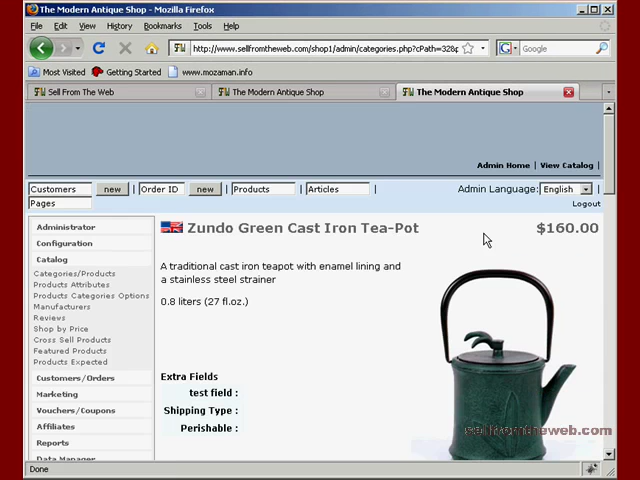 The Modern Antique Shop - Mozilla Firefox
File Edit View History Bookmarks Tools Help
http://www.sellfromtheweb.com/shop1/admin/categories.php?cPath=32&p
Google
Most Visited Getting Started www.mozaman.info
Sell From The Web The Modern Antique Shop The Modern Antique Shop
Admin Home | View Catalog |
Customers new | Order ID new | Products | Articles |
Admin Language: English
Pages
Logout
Administrator
Configuration
Catalog
Categories/Products
Products Attributes
Products Categories Options
Manufacturers
Reviews
Shop by Price
Cross Sell Products
Featured Products
Products Expected
Customers/Orders
Marketing
Vouchers/Coupons
Affiliates
Reports
Data Manager
Zundo Green Cast Iron Tea-Pot $160.00
A traditional cast iron teapot with enamel lining and
a stainless steel strainer
0.8 liters (27 fl.oz.)
Extra Fields
test field :
Shipping Type :
Perishable :
sellfromtheweb.com
Done